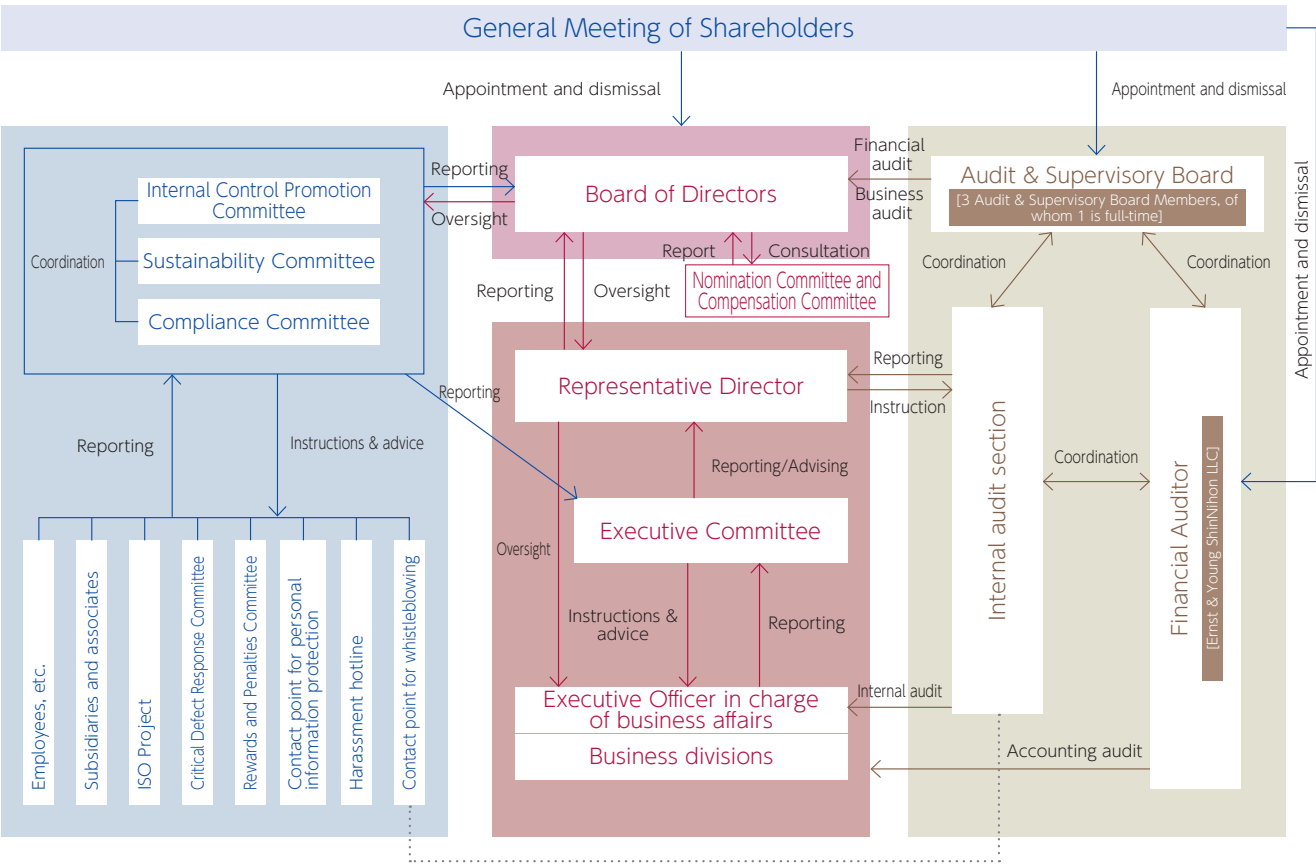 General Meeting of Shareholders
Appointment and dismissal
Appointment and dismissal
Appointment and dismissal
Reporting
Oversight
Internal Control Promotion
Committee
Coordination
Sustainability Committee
Compliance Committee
Board of Directors
Financial
audit
Business
audit
Audit & Supervisory Board
[3 Audit & Supervisory Board Members, of
whom 1 is full-time]
Report
Consultation
Nomination Committee and
Compensation Committee
Reporting
Oversight
Coordination
Coordination
Representative Director
Reporting
Instruction
Reporting
Reporting
Instructions & advice
Reporting/Advising
Executive Committee
Oversight
Instructions &
advice
Reporting
Executive Officer in charge
of business affairs
Business divisions
Internal audit
Accounting audit
Internal audit section
Coordination
Financial Auditor
[Ernst & Young ShinNihon LLC]
Employees, etc.
Subsidiaries and associates
ISO Project
Critical Defect Response Committee
Rewards and Penalties Committee
Contact point for personal
information protection
Harassment hotline
Contact point for whistleblowing